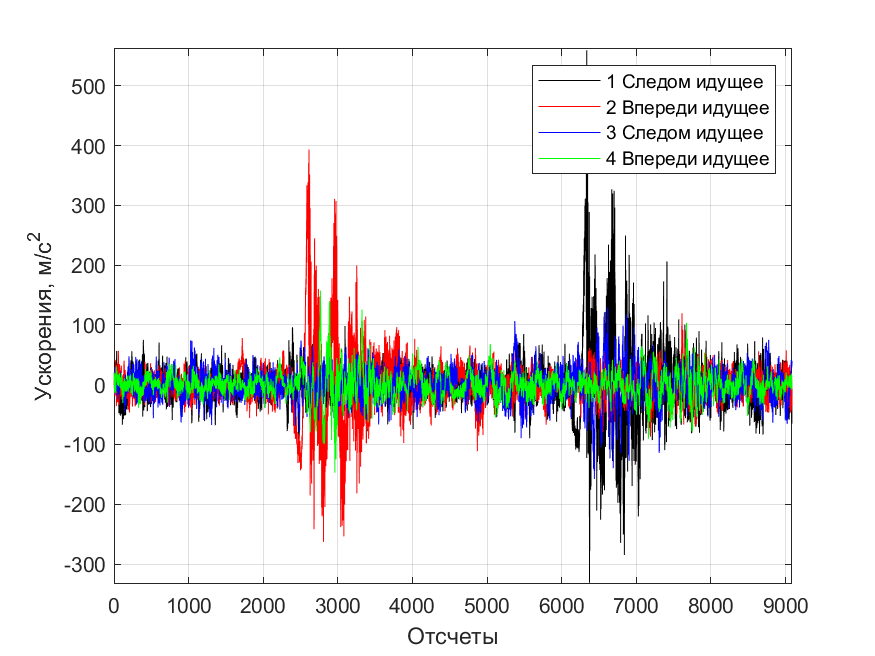 500
400
300
200
100
0
-100
-200
-300
Ускорения, м/с²
1 Следом идущее
2 Впереди идущее
3 Следом идущее
4 Впереди идущее
0 1000 2000 3000 4000 5000 6000 7000 8000 9000
Отсчеты